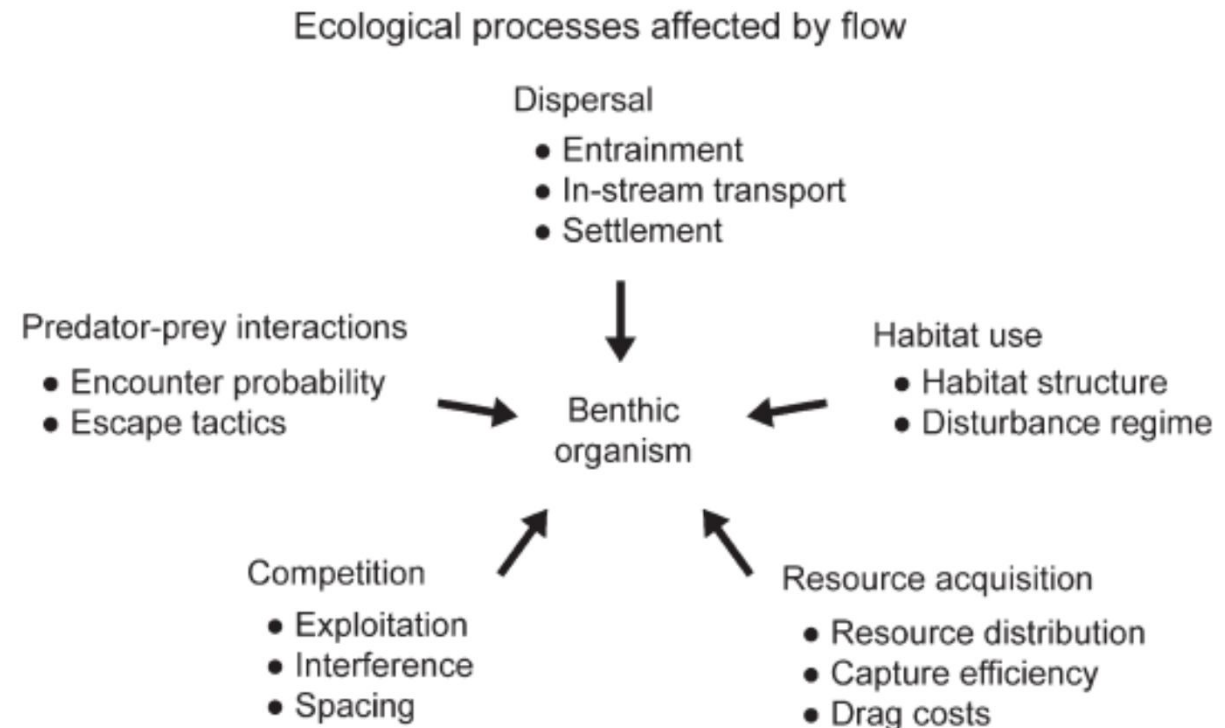 Ecological processes affected by flow
Dispersal
● Entrainment
● In-stream transport
● Settlement
Predator-prey interactions
● Encounter probability
● Escape tactics
Habitat use
● Habitat structure
● Disturbance regime
Benthic
organism
Competition
● Exploitation
● Interference
● Spacing
Resource acquisition
● Resource distribution
● Capture efficiency
● Drag costs